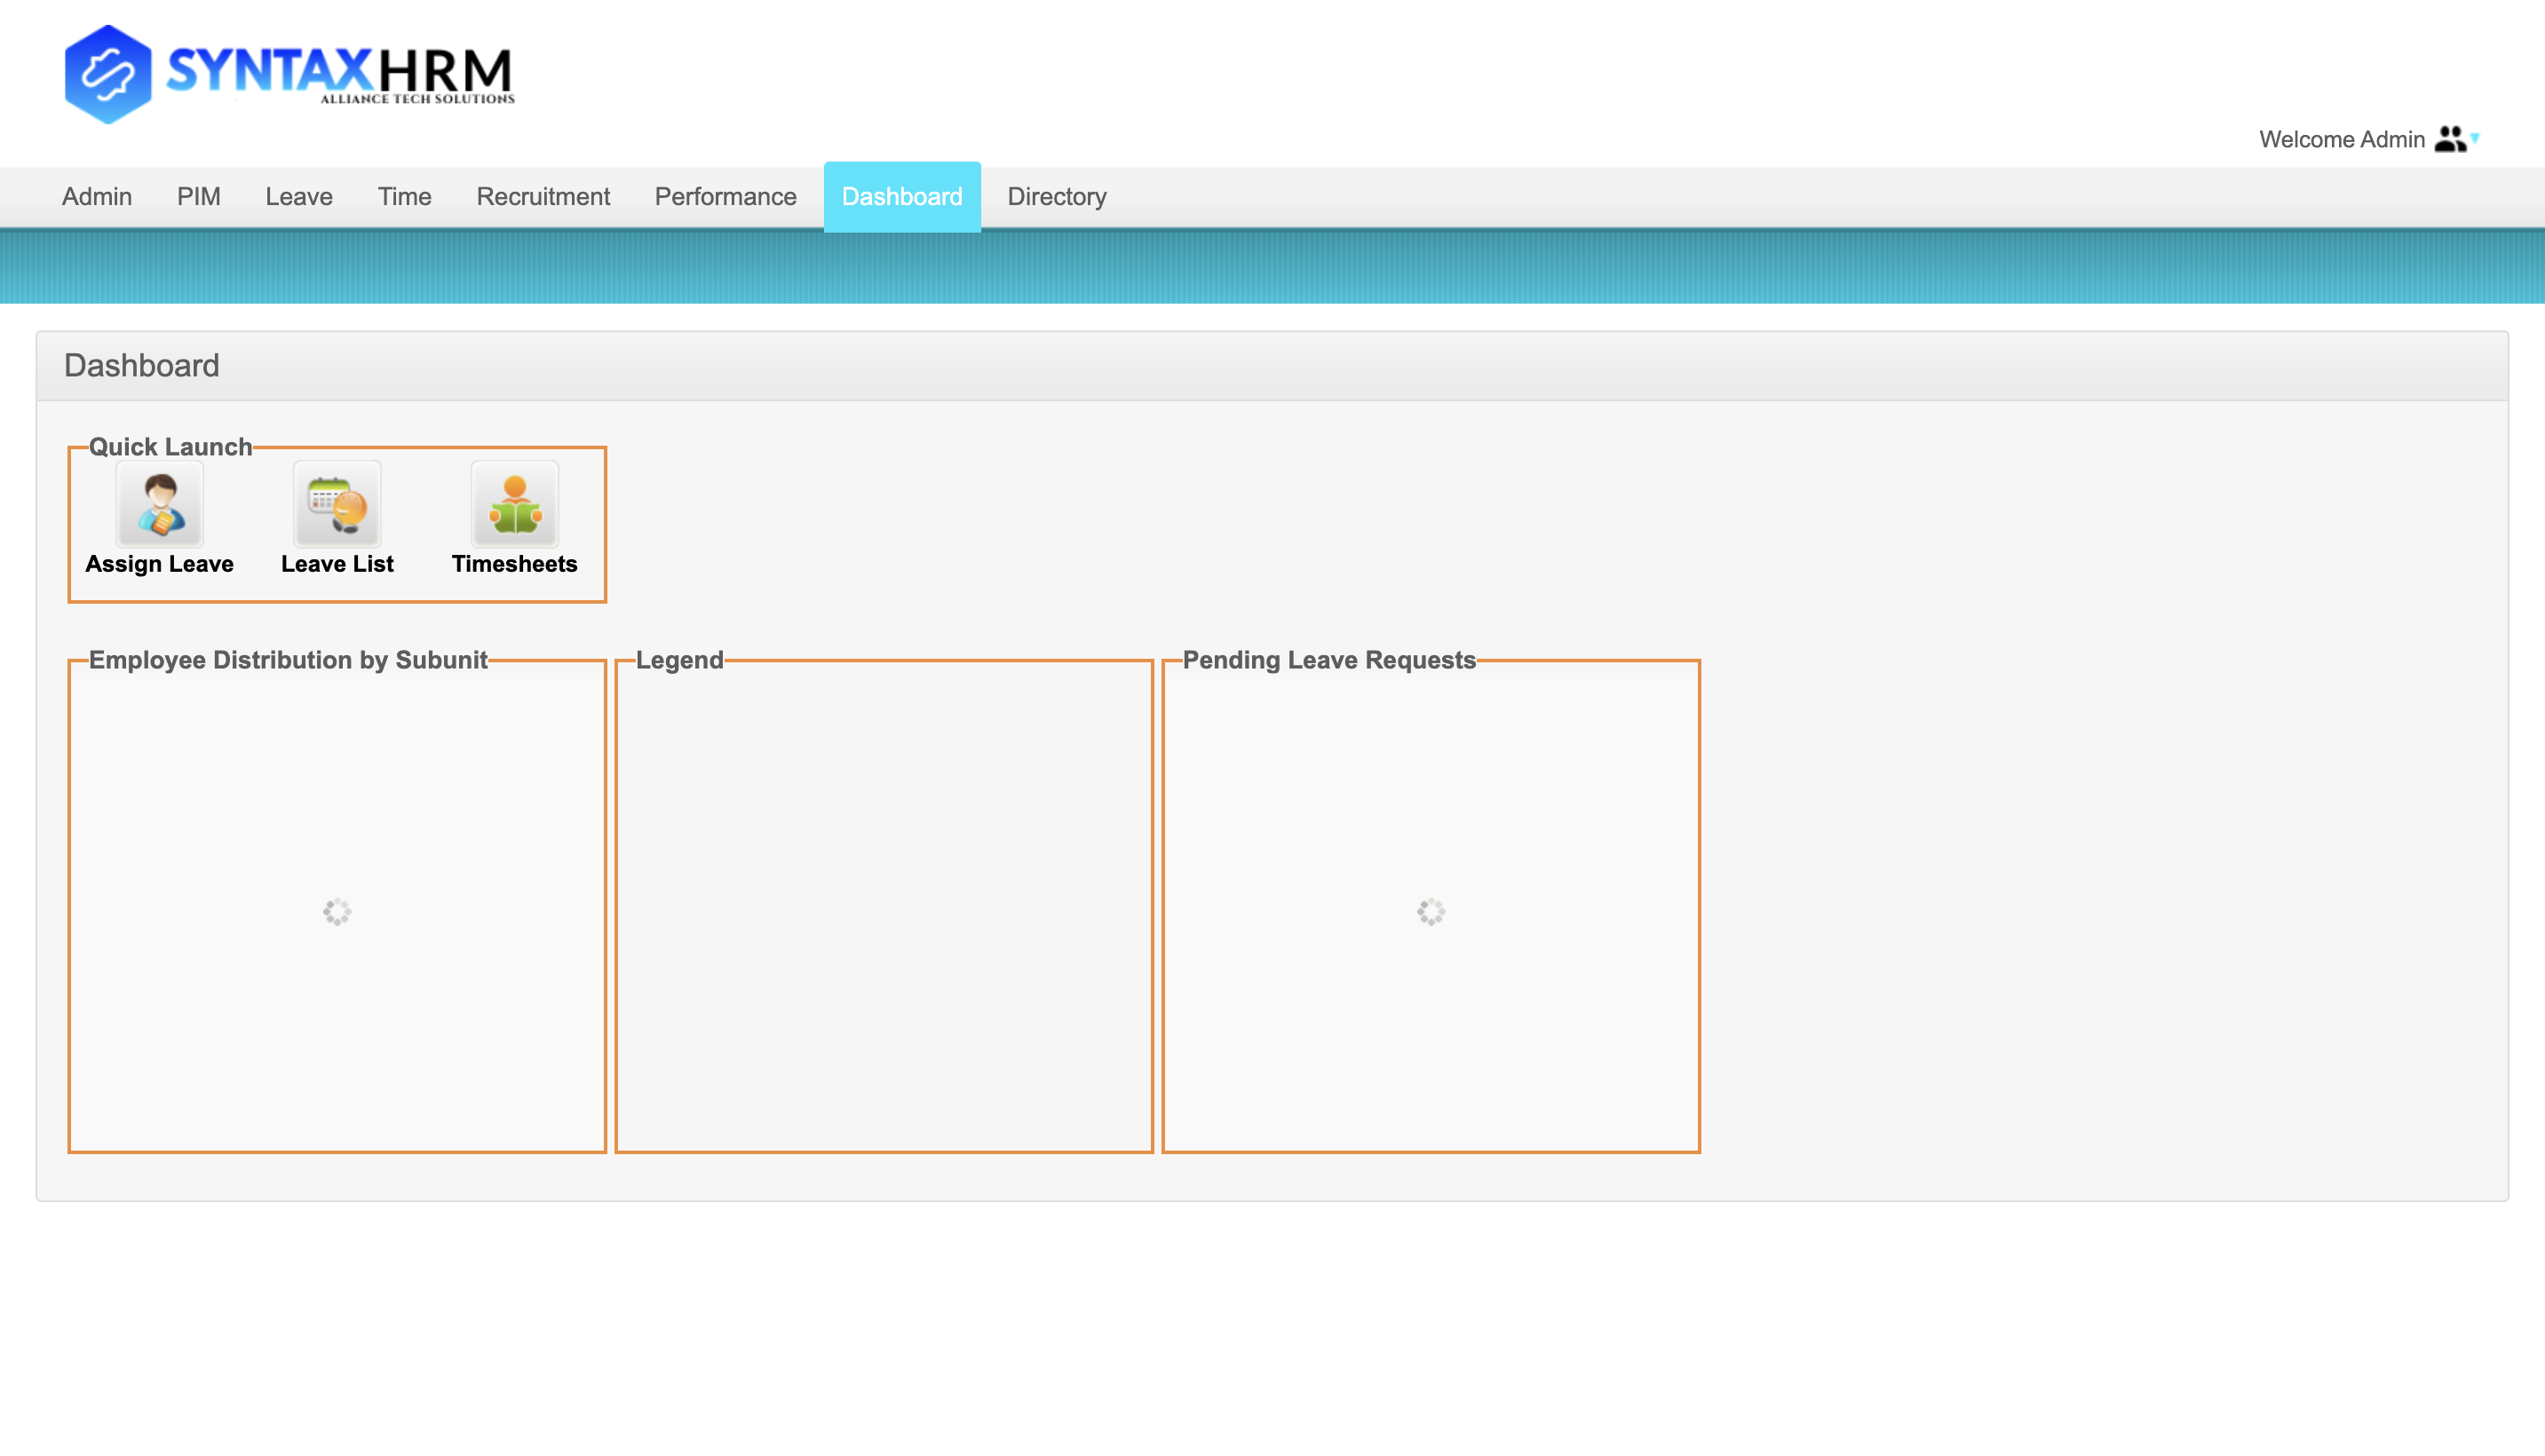 SYNTAXHRM
ALLIANCE TECH SOLUTIONS
Welcome Admin
Admin PIM Leave Time Recruitment Performance Dashboard Directory
Dashboard
Quick Launch
Assign Leave Leave List Timesheets
Employee Distribution by Subunit Legend Pending Leave Requests